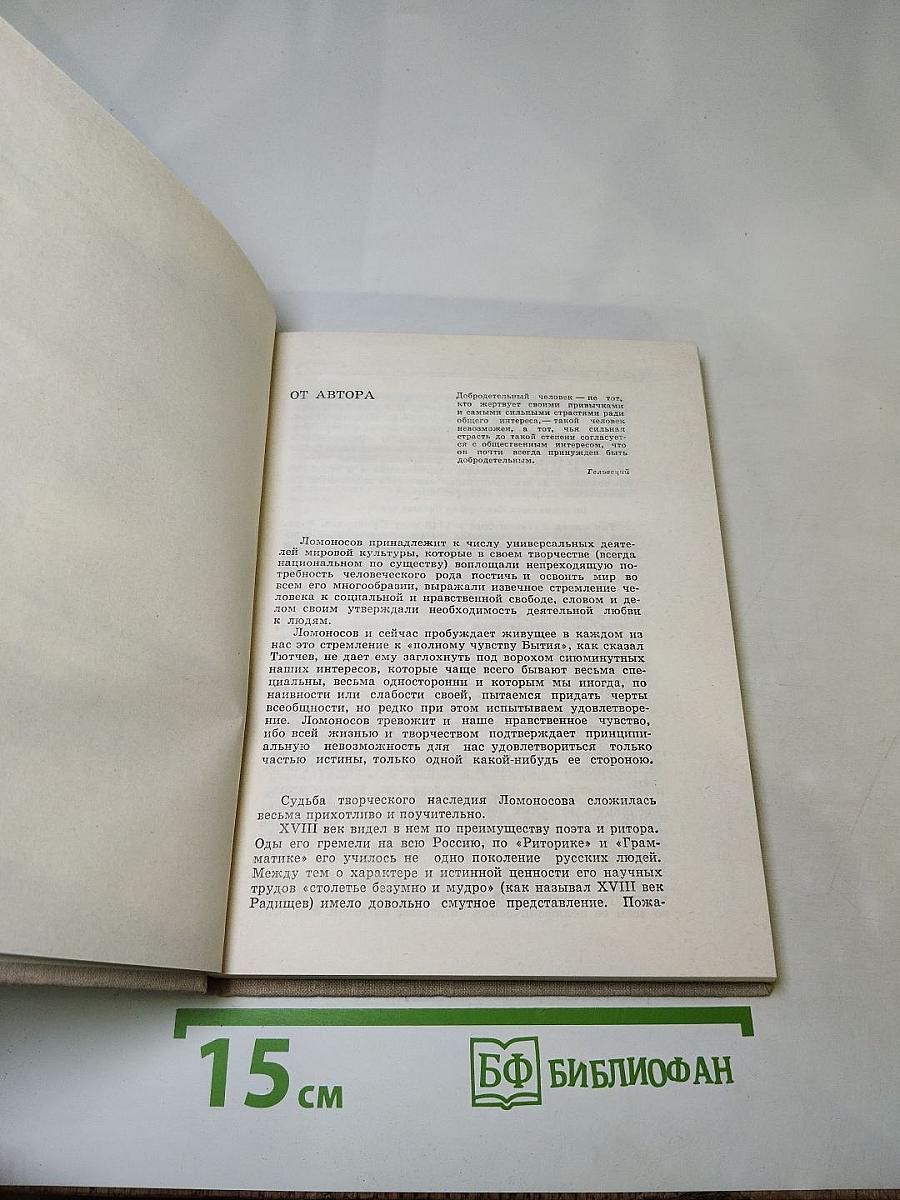 ОТ АВТОРА
Добродетельный человек — не тот,
кто жертвует своими привычками
и самыми сильными страстями ради
общего интереса,— такой человек
невозможен, а тот, чья сильная
страсть до такой степени согласует-
ся с общественным интересом, что
он почти всегда принужден быть
добродетельным.
Гельвеций
Ломоносов принадлежит к числу универсальных деяте-
лей мировой культуры, которые в своем творчестве (всегда
национальном по существу) воплощали непреходящую по-
требность человеческого рода постичь и освоить мир во
всем его многообразии, выражали извечное стремление че-
ловека к социальной и нравственной свободе, словом и де-
лом своим утверждали необходимость деятельной любви
к людям.
Ломоносов и сейчас пробуждает живущее в каждом из
нас это стремление к «полному чувству Бытия», как сказал
Тютчев, не дает ему заглохнуть под ворохом сиюминутных
наших интересов, которые чаще всего бывают весьма спе-
циальны, весьма односторонни и которым мы иногда, по
наивности или слабости своей, пытаемся придать черты
всеобщности, но редко при этом испытываем удовлетворе-
ние. Ломоносов тревожит и наше нравственное чувство,
ибо всей жизнью и творчеством подтверждает принципи-
альную невозможность для нас удовлетвориться только
частью истины, только одной какой-нибудь ее стороною.
Судьба творческого наследия Ломоносова сложилась
весьма прихотливо и поучительно.
XVIII век видел в нем по преимуществу поэта и ритора.
Оды его гремели на всю Россию, по «Риторике» и «Грам-
матике» его училось не одно поколение русских людей.
Между тем о характере и истинной ценности его научных
трудов «столетье безумно и мудро» (как называл XVIII век
Радищев) имело довольно смутное представление. Пожа-
15 см
БФ БИБЛИОФАН